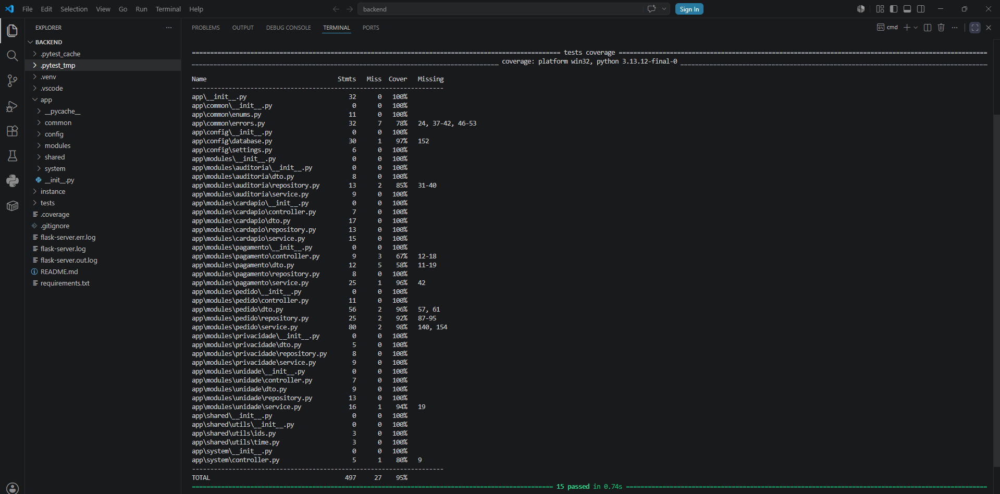 File Edit Selection View Go Run Terminal Help
backend
Sign In
EXPLORER
BACKEND
.pytest_cache
.pytest_tmp
.venv
.vscode
app
__pycache__
common
config
modules
shared
system
__init__.py
instance
tests
.coverage
.gitignore
flask-server.err.log
flask-server.log
flask-server.out.log
README.md
requirements.txt
PROBLEMS OUTPUT DEBUG CONSOLE TERMINAL PORTS
cmd
tests coverage
coverage: platform win32, python 3.13.12-final-0
Name Stmts Miss Cover Missing
app\__init__.py 32 0 100%
app\common\__init__.py 0 0 100%
app\common\enums.py 11 0 100%
app\common\errors.py 32 7 78% 24, 37-42, 46-53
app\config\__init__.py 0 0 100%
app\config\database.py 30 1 97% 152
app\config\settings.py 6 0 100%
app\modules\__init__.py 0 0 100%
app\modules\auditoria\__init__.py 0 0 100%
app\modules\auditoria\dto.py 8 0 100%
app\modules\auditoria\repository.py 13 2 85% 31-40
app\modules\auditoria\service.py 9 0 100%
app\modules\cardapio\__init__.py 0 0 100%
app\modules\cardapio\controller.py 7 0 100%
app\modules\cardapio\dto.py 17 0 100%
app\modules\cardapio\repository.py 13 0 100%
app\modules\cardapio\service.py 15 0 100%
app\modules\pagamento\__init__.py 0 0 100%
app\modules\pagamento\controller.py 9 3 67% 12-18
app\modules\pagamento\dto.py 12 5 58% 11-19
app\modules\pagamento\repository.py 8 0 100%
app\modules\pagamento\service.py 25 1 96% 42
app\modules\pedido\__init__.py 0 0 100%
app\modules\pedido\controller.py 11 0 100%
app\modules\pedido\dto.py 56 2 96% 57, 61
app\modules\pedido\repository.py 25 2 92% 87-95
app\modules\pedido\service.py 80 2 98% 140, 154
app\modules\privacidade\__init__.py 0 0 100%
app\modules\privacidade\dto.py 5 0 100%
app\modules\privacidade\repository.py 8 0 100%
app\modules\privacidade\service.py 9 0 100%
app\modules\unidade\__init__.py 0 0 100%
app\modules\unidade\controller.py 7 0 100%
app\modules\unidade\dto.py 9 0 100%
app\modules\unidade\repository.py 13 0 100%
app\modules\unidade\service.py 16 1 94% 19
app\shared\__init__.py 0 0 100%
app\shared\utils\__init__.py 0 0 100%
app\shared\utils\ids.py 3 0 100%
app\shared\utils\time.py 3 0 100%
app\system\__init__.py 0 0 100%
app\system\controller.py 5 1 80% 9
TOTAL 497 27 95%
15 passed in 0.74s